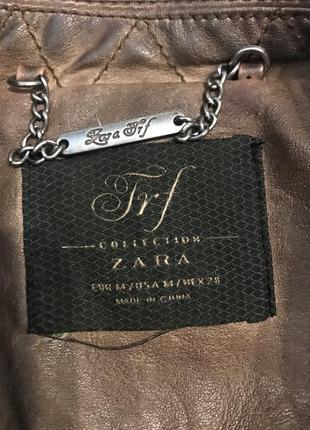 Zara Trf
Trf
COLLECTION
ZARA
EUR M/USA M/MEX 28
MADE IN CHINA